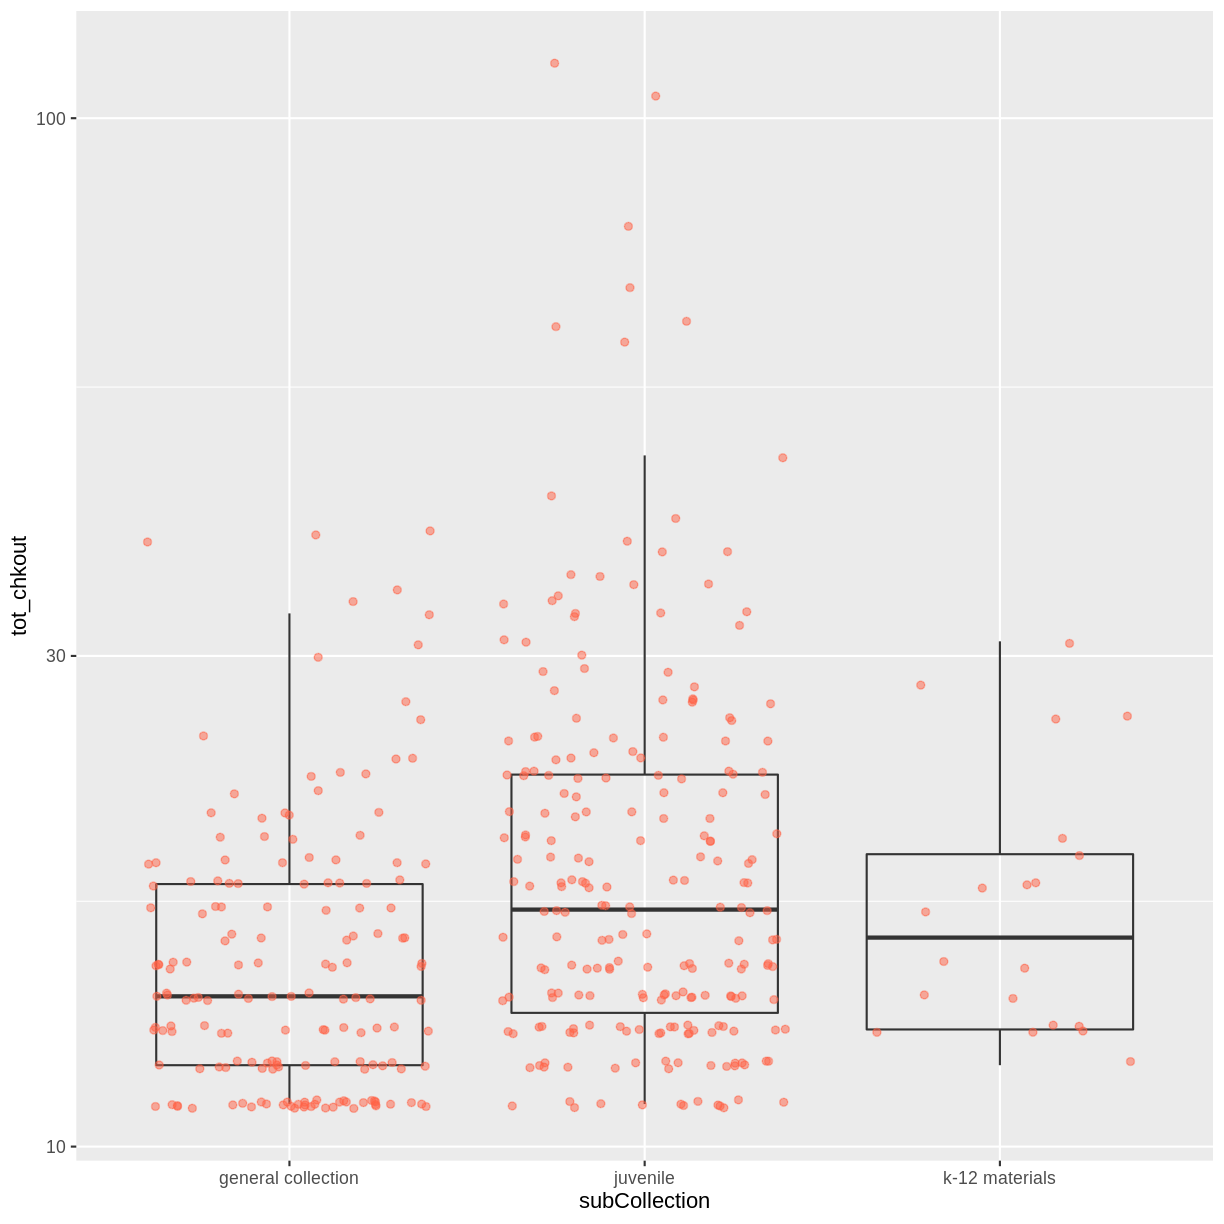 100
30
10
tot_chkout
general collection
juvenile
k-12 materials
subCollection